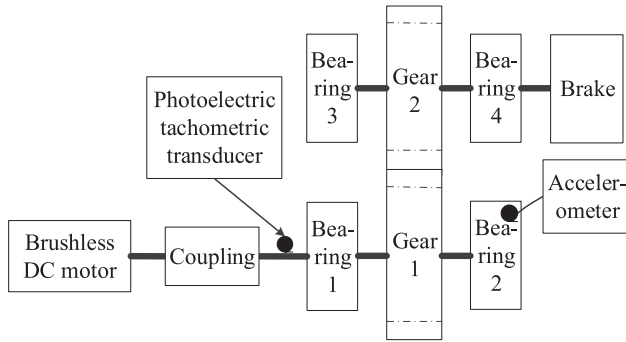 Bea-
ring
3
Gear
2
Bea-
ring
4
Brake
Photoelectric
tachometric
transducer
Acceler-
ometer
Brushless
DC motor
Coupling
Bea-
ring
1
Gear
1
Bea-
ring
2